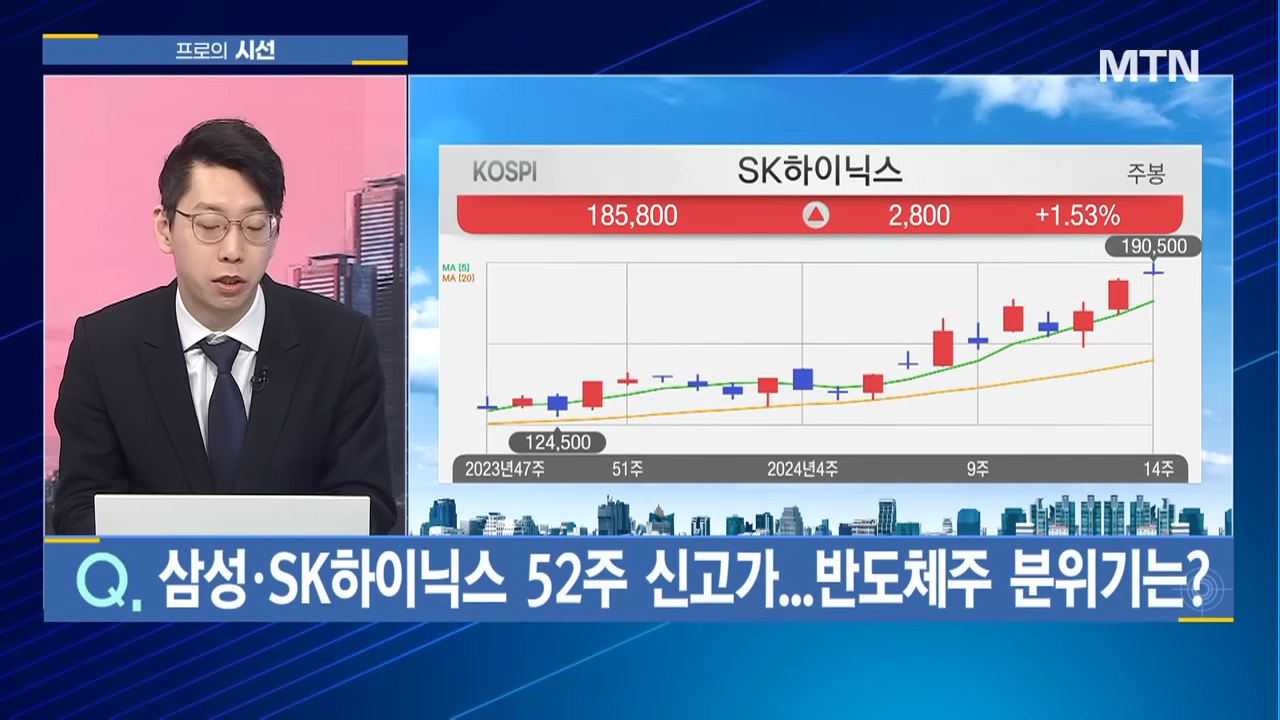 프로의 시선
MTN
KOSPI
SK하이닉스
주봉
185,800 2,800 +1.53%
190,500
MA [5]
MA [20]
124,500
2023년47주 51주 2024년4주 9주 14주
Q. 삼성·SK하이닉스 52주 신고가...반도체주 분위기는?